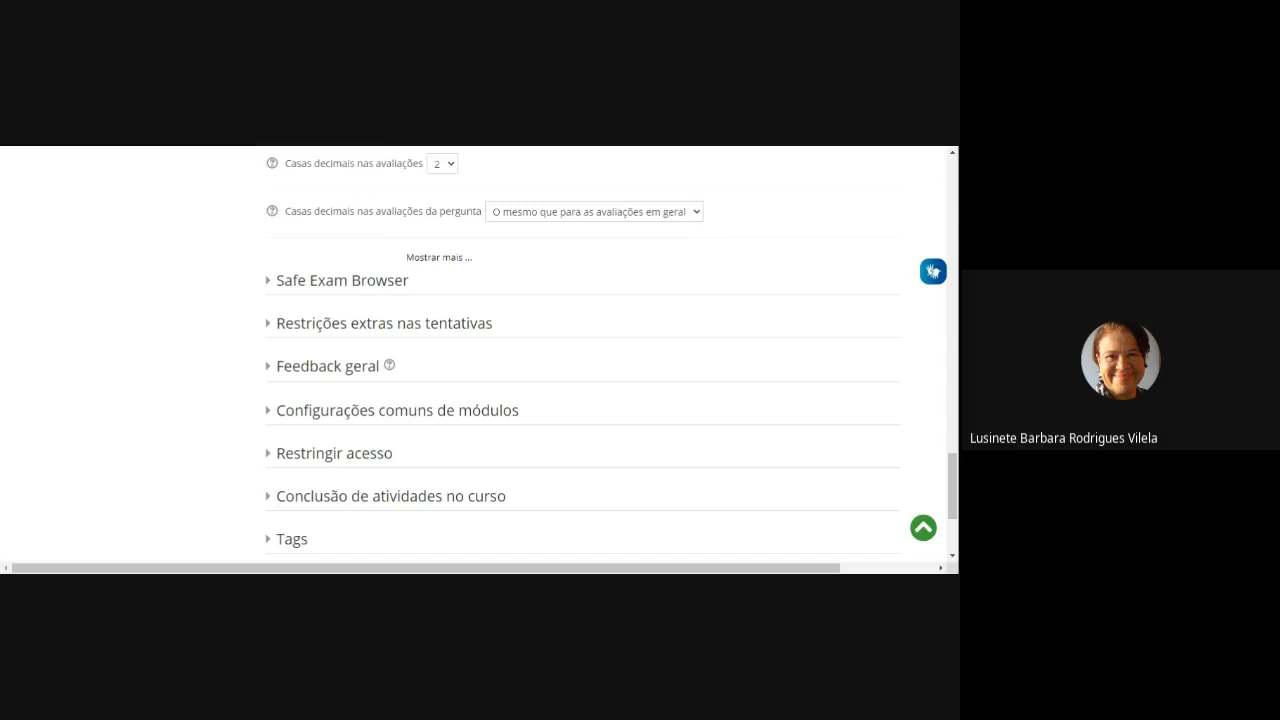 Casas decimais nas avaliações 2
Casas decimais nas avaliações da pergunta O mesmo que para as avaliações em geral
Mostrar mais ...
Safe Exam Browser
Restrições extras nas tentativas
Feedback geral
Configurações comuns de módulos
Restringir acesso
Conclusão de atividades no curso
Tags
Lusinete Barbara Rodrigues Vilela